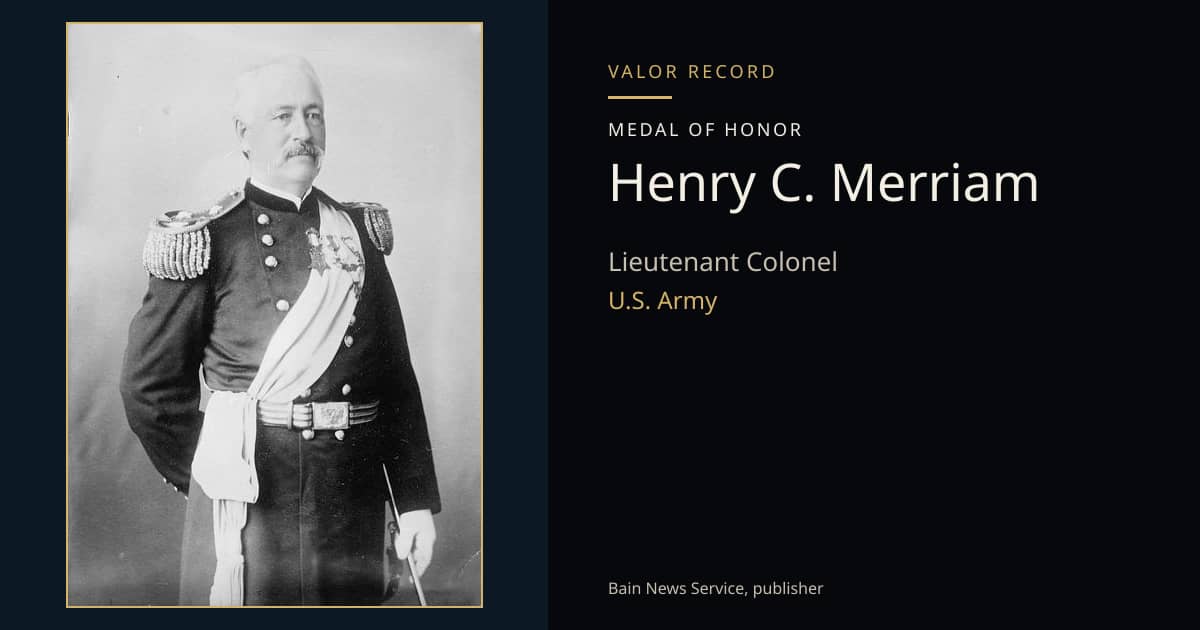 VALOR RECORD
MEDAL OF HONOR
Henry C. Merriam
Lieutenant Colonel
U.S. Army
Bain News Service, publisher